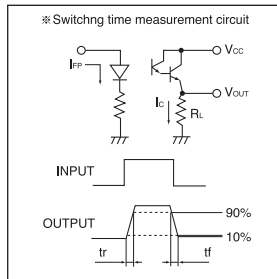 ※Switchng time measurement circuit
IFP
VCC
VOUT
IC
RL
INPUT
OUTPUT
90%
10%
tr
tf